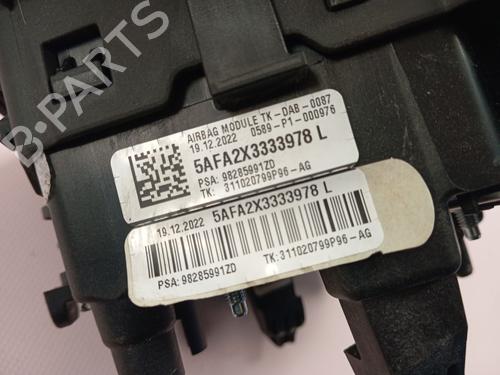 AIRBAG MODULE TK-DAB-0087
19.12.2022 0589-P1-000976
5AFA2X3333978 L
PSA: 98285991ZD
TK: 311020799P96-AG
19.12.2022 5AFA2X3333978 L
PSA: 98285991ZD TK:311020799P96-AG
B-PARTS